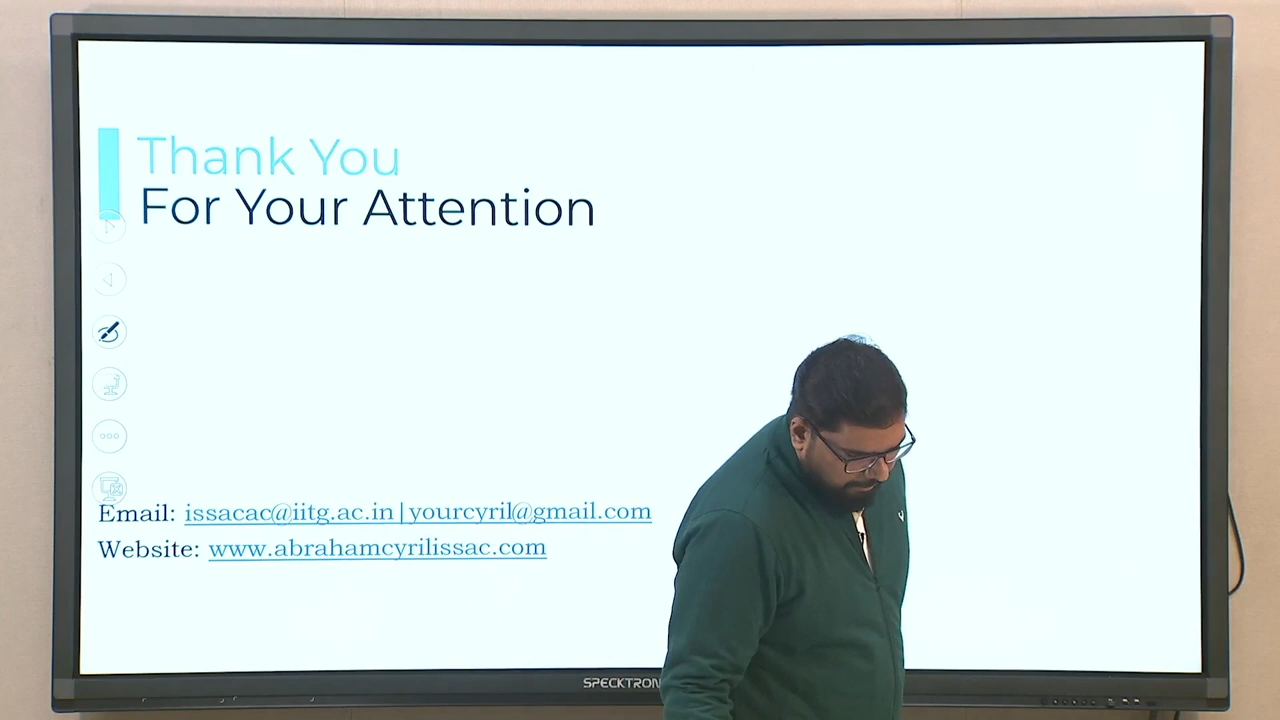 Thank You
For Your Attention
Email: issacac@iitg.ac.in|yourcyril@gmail.com
Website: www.abrahamcyrilissac.com
SPECKTRON